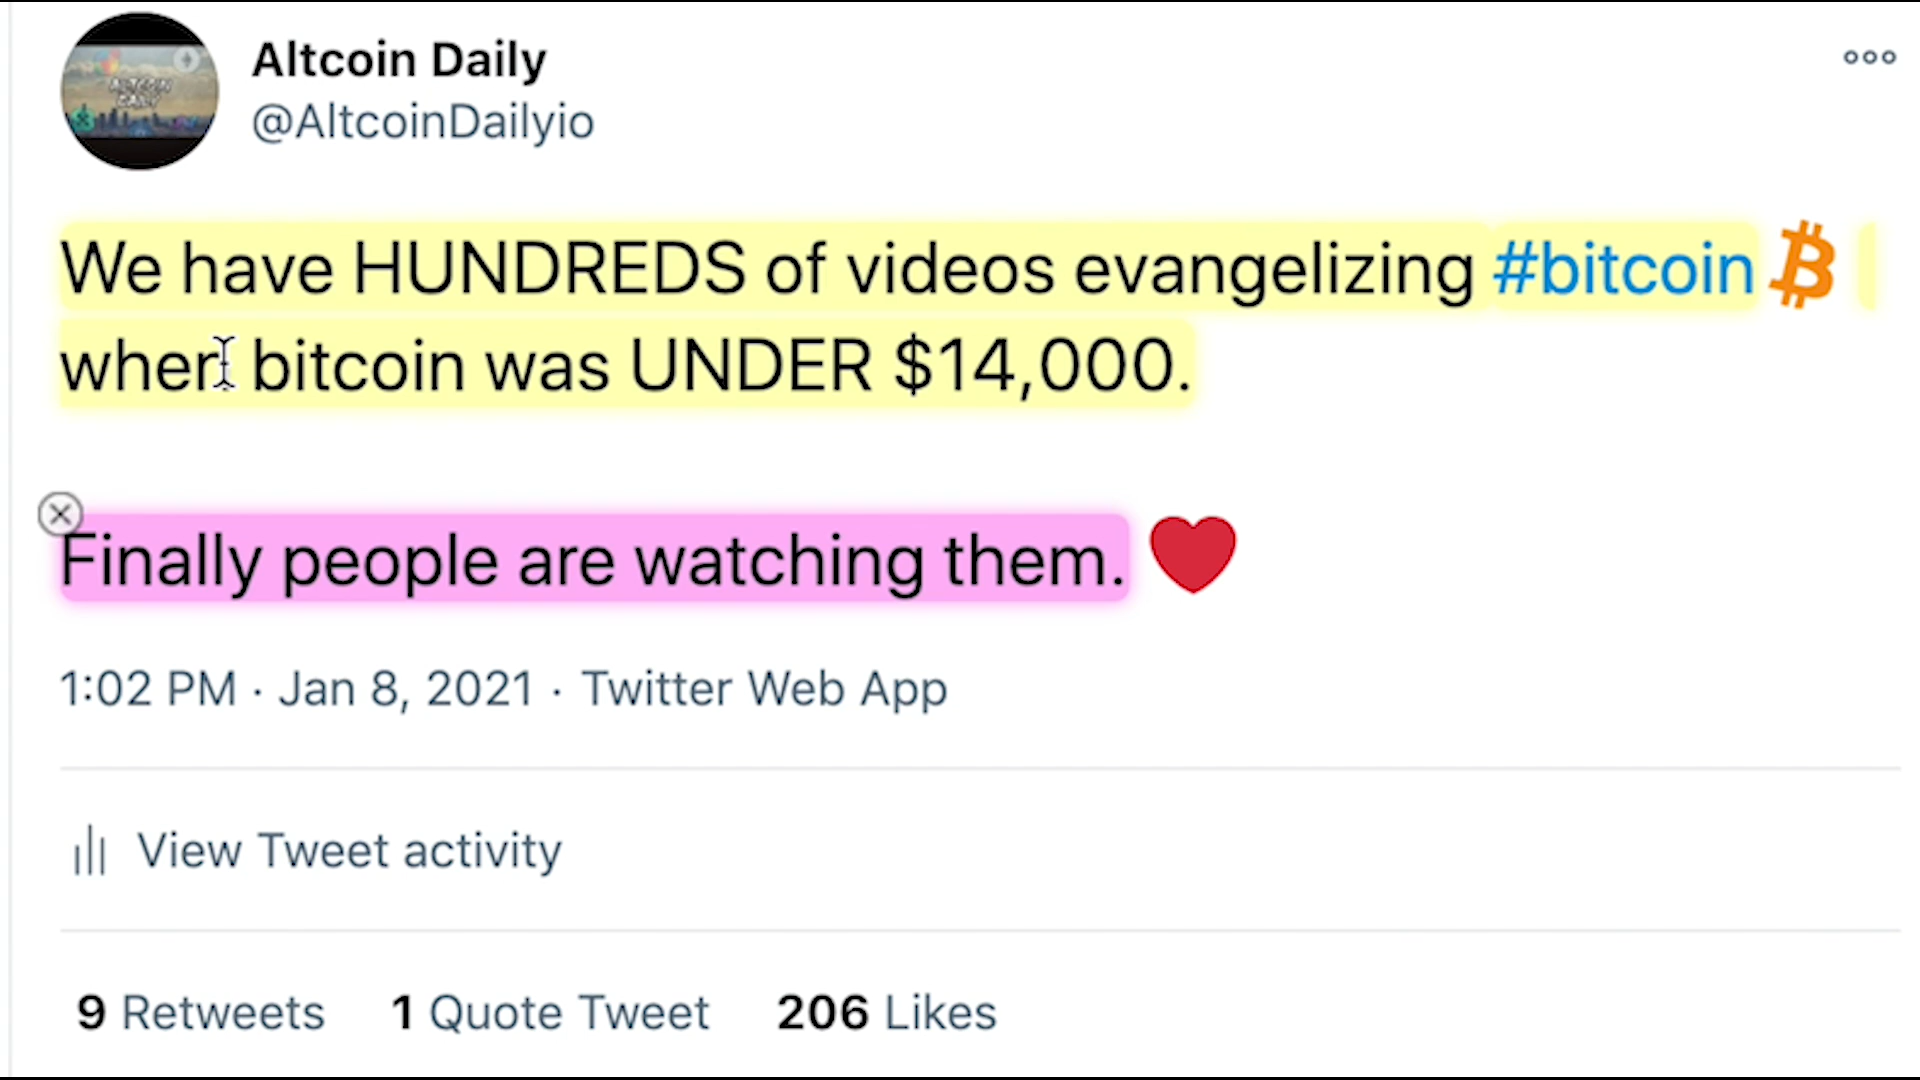 ALTCOIN
DAILY
Altcoin Daily
@AltcoinDailyio
We have HUNDREDS of videos evangelizing #bitcoin
when bitcoin was UNDER $14,000.
Finally people are watching them.
1:02 PM · Jan 8, 2021 · Twitter Web App
View Tweet activity
9 Retweets 1 Quote Tweet 206 Likes